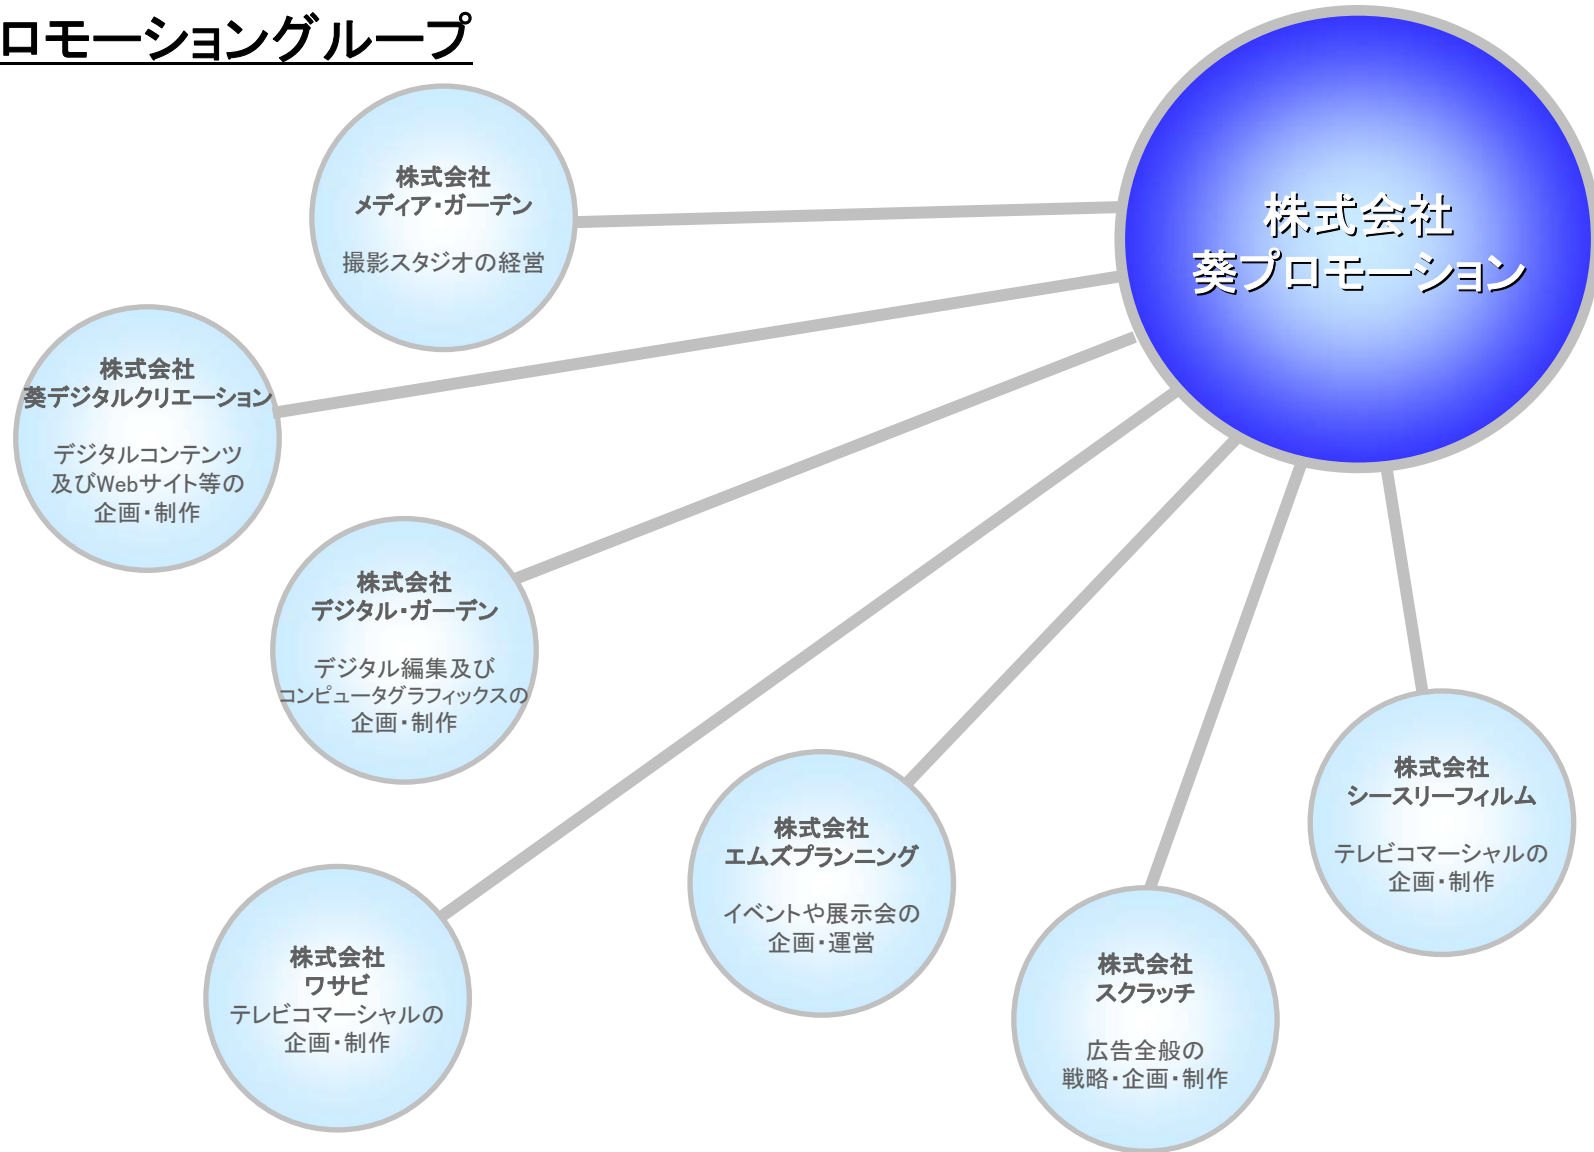 ロモーショングループ
株式会社
葵プロモーション
株式会社
メディア・ガーデン
撮影スタジオの経営
株式会社
葵デジタルクリエーション
デジタルコンテンツ
及びWebサイト等の
企画・制作
株式会社
デジタル・ガーデン
デジタル編集及び
コンピュータグラフィックスの
企画・制作
株式会社
ワサビ
テレビコマーシャルの
企画・制作
株式会社
エムズプランニング
イベントや展示会の
企画・運営
株式会社
スクラッチ
広告全般の
戦略・企画・制作
株式会社
シースリーフィルム
テレビコマーシャルの
企画・制作